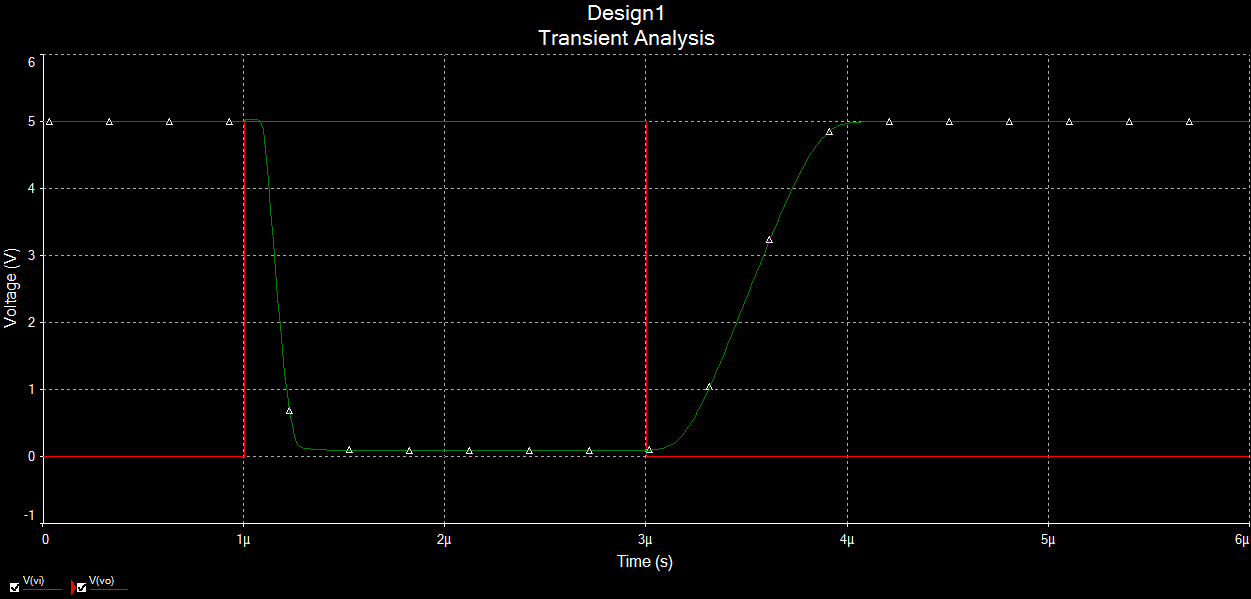 Design1
Transient Analysis
6
5
4
3
2
1
0
-1
Voltage (V)
0 1µ 2µ 3µ 4µ 5µ 6µ
Time (s)
V(vi) V(vo)